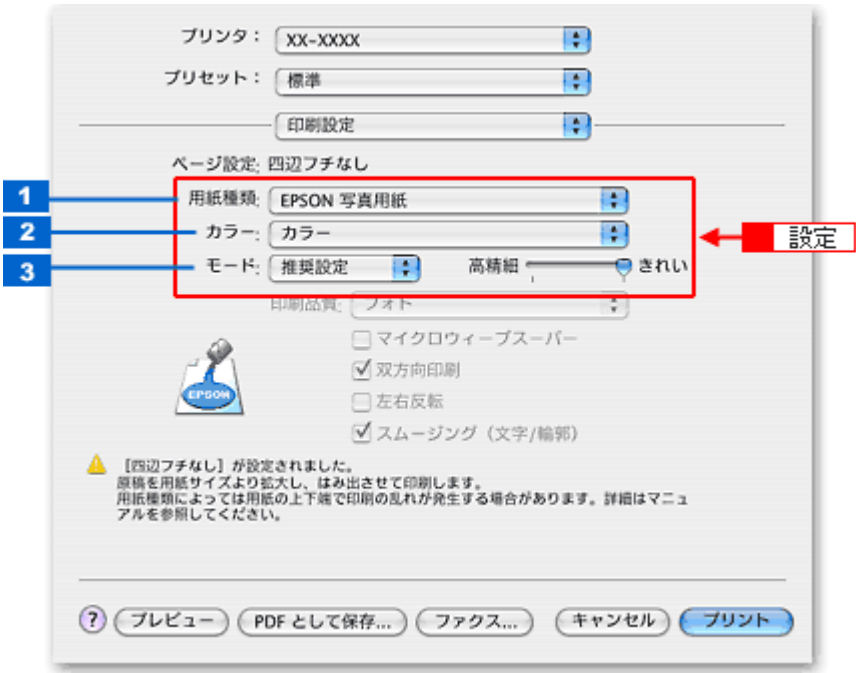 プリンタ： XX-XXXX
プリセット： 標準
印刷設定
ページ設定: 四辺フチなし
1 用紙種類: EPSON 写真用紙
2 カラー: カラー
設定
3 モード: 推奨設定 高精細 きれい
印刷品質: フォト
マイクロウィーブスーパー
双方向印刷
左右反転
スムージング（文字/輪郭）
EPSON
［四辺フチなし］が設定されました。
原稿を用紙サイズより拡大し、はみ出させて印刷します。
用紙種類によっては用紙の上下端で印刷の乱れが発生する場合があります。詳細はマニュ
アルを参照してください。
? プレビュー PDF として保存... ファクス... キャンセル プリント